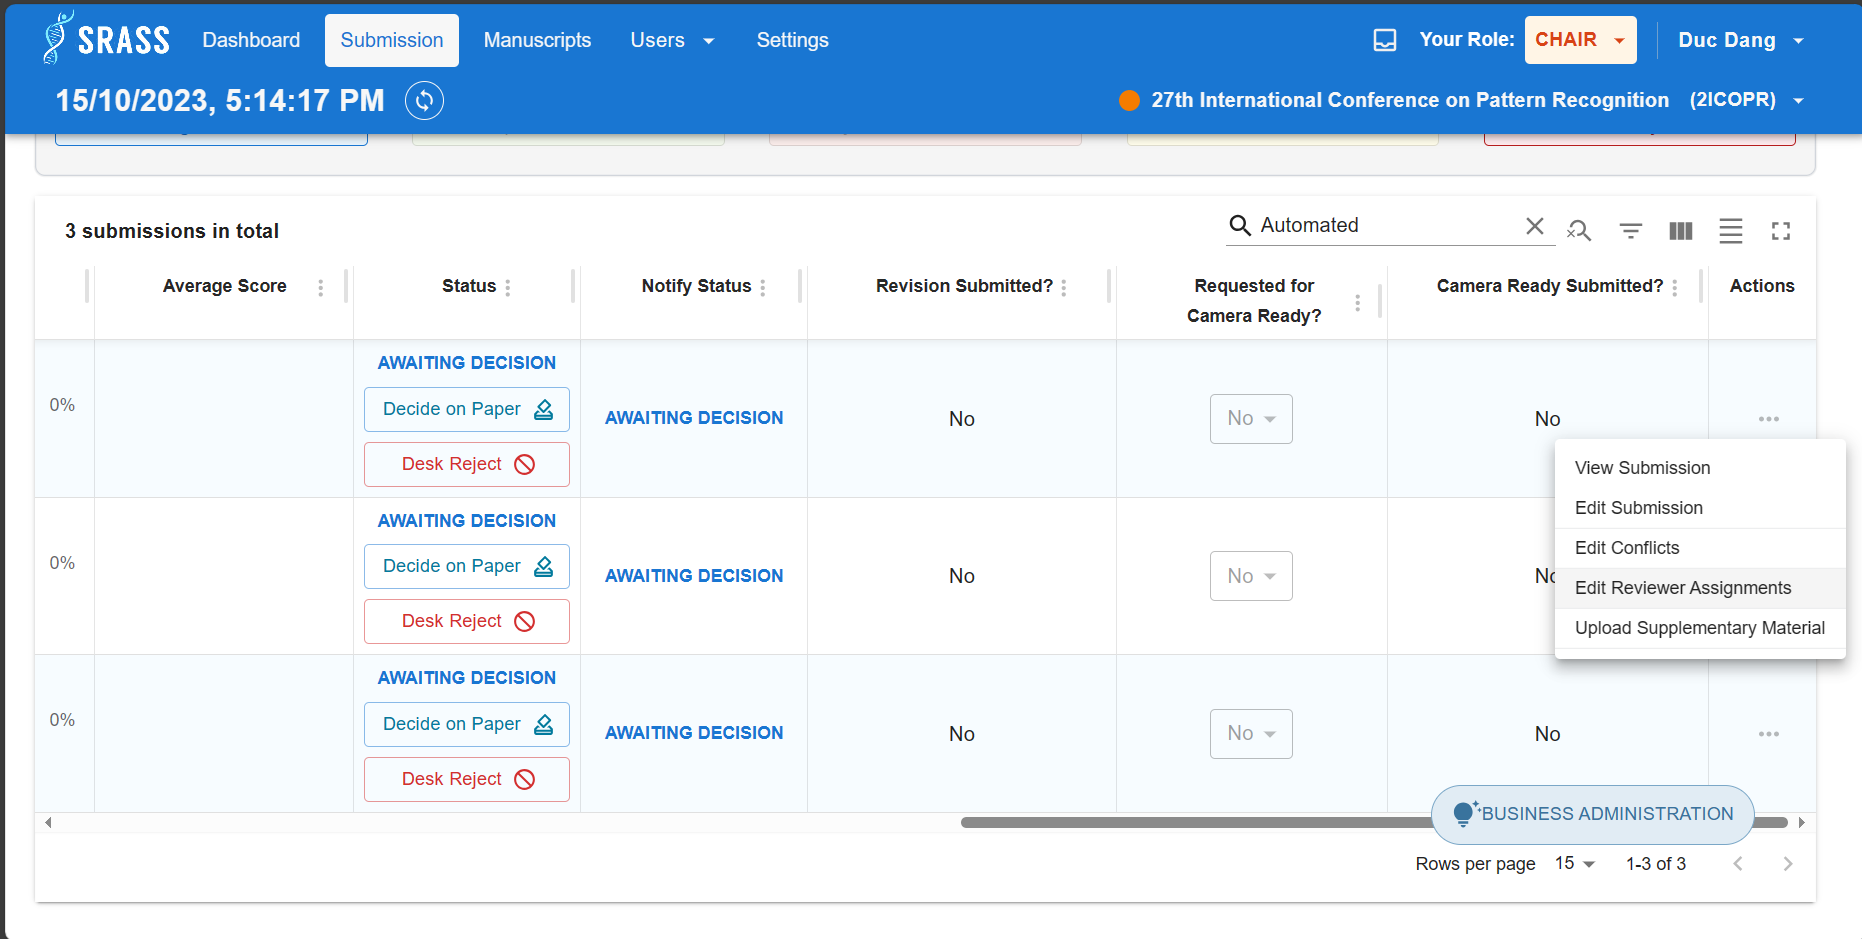 SRASS Dashboard Submission Manuscripts Users Settings Your Role: CHAIR Duc Dang
15/10/2023, 5:14:17 PM 27th International Conference on Pattern Recognition (2ICOPR)
3 submissions in total Automated
Average Score Status Notify Status Revision Submitted? Requested for Camera Ready? Camera Ready Submitted? Actions
0% AWAITING DECISION
Decide on Paper
Desk Reject
AWAITING DECISION No No No
View Submission
Edit Submission
Edit Conflicts
Edit Reviewer Assignments
Upload Supplementary Material
0% AWAITING DECISION
Decide on Paper
Desk Reject
AWAITING DECISION No No No
0% AWAITING DECISION
Decide on Paper
Desk Reject
AWAITING DECISION No No No
BUSINESS ADMINISTRATION
Rows per page 15 1-3 of 3